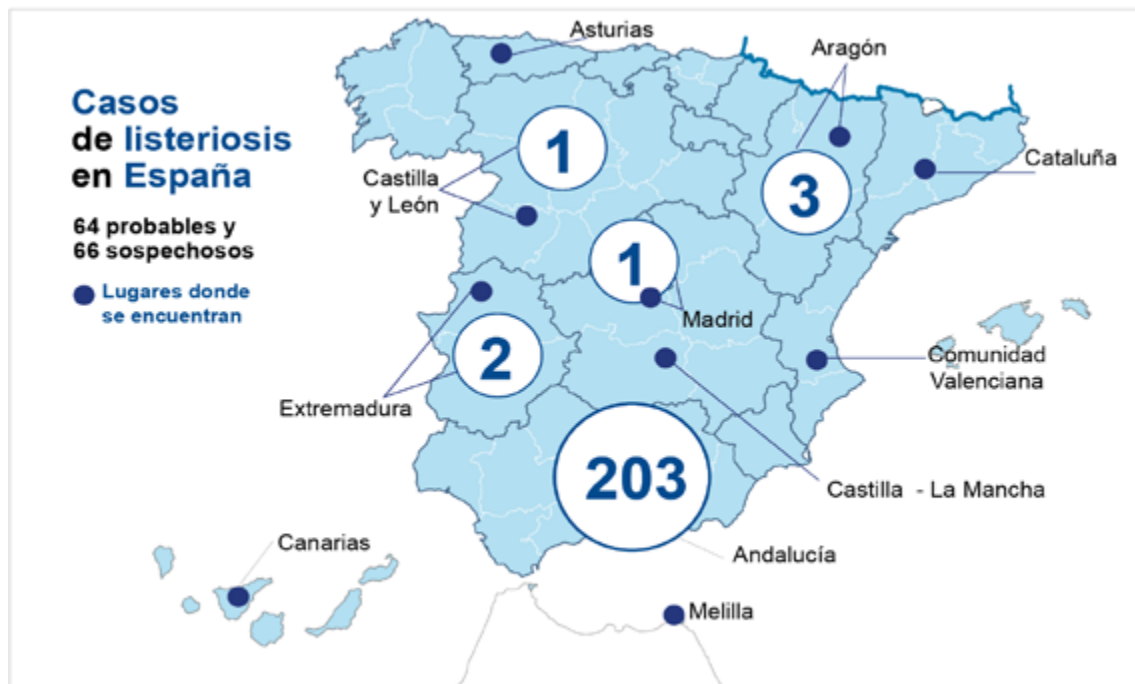 Casos
de listeriosis
en España
64 probables y
66 sospechosos
Lugares donde
se encuentran
Asturias
Aragón
1
Castilla
y León
3
Cataluña
1
Madrid
2
Extremadura
Comunidad
Valenciana
203
Castilla - La Mancha
Andalucía
Canarias
Melilla